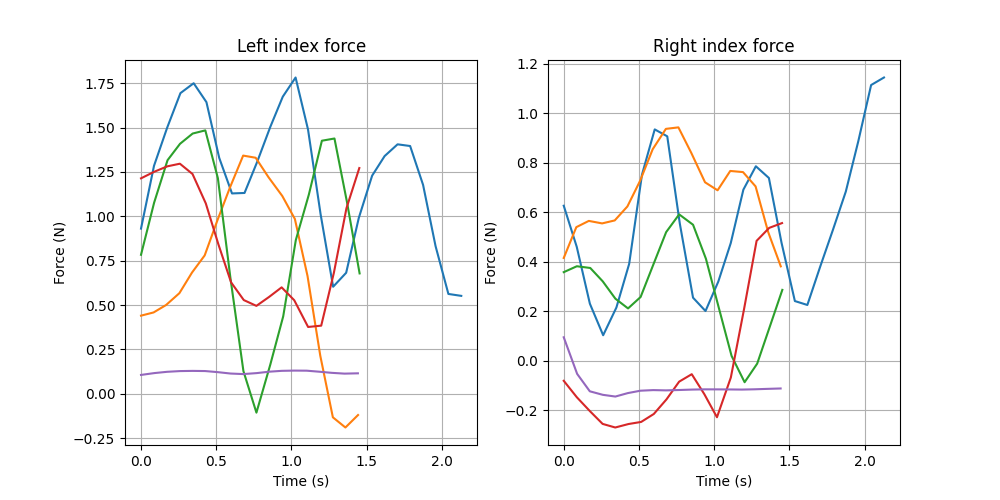 Left index force
Right index force
Force (N)
1.75
1.50
1.25
1.00
0.75
0.50
0.25
0.00
−0.25
0.0 0.5 1.0 1.5 2.0
Time (s)
Force (N)
1.2
1.0
0.8
0.6
0.4
0.2
0.0
−0.2
0.0 0.5 1.0 1.5 2.0
Time (s)